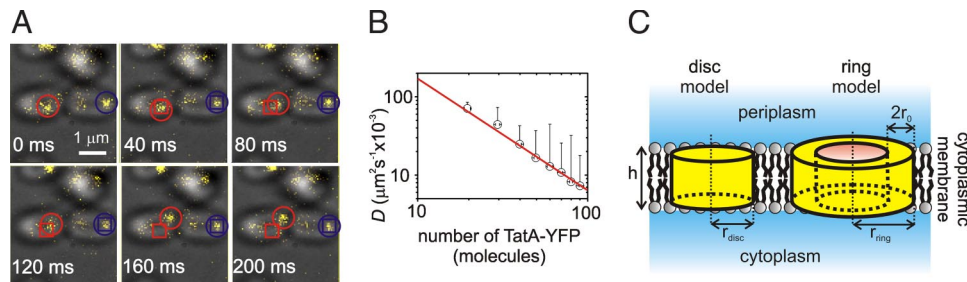 A
0 ms
1 µm
40 ms
80 ms
120 ms
160 ms
200 ms
B
D (µm²s⁻¹x10⁻³)
100
10
10
100
number of TatA-YFP
(molecules)
C
disc
model
ring
model
periplasm
2r₀
h
r_disc
r_ring
cytoplasm
cytoplasmic
membrane